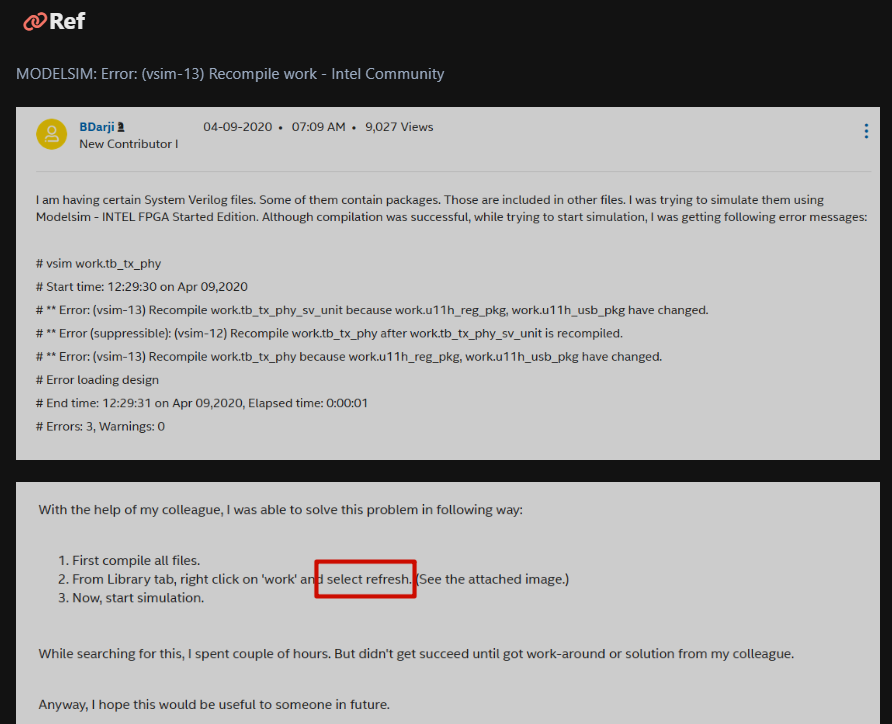 Ref
MODELSIM: Error: (vsim-13) Recompile work - Intel Community
BDarji 04-09-2020 • 07:09 AM • 9,027 Views
New Contributor I
I am having certain System Verilog files. Some of them contain packages. Those are included in other files. I was trying to simulate them using
Modelsim - INTEL FPGA Started Edition. Although compilation was successful, while trying to start simulation, I was getting following error messages:
# vsim work.tb_tx_phy
# Start time: 12:29:30 on Apr 09,2020
# ** Error: (vsim-13) Recompile work.tb_tx_phy_sv_unit because work.u11h_reg_pkg, work.u11h_usb_pkg have changed.
# ** Error (suppressible): (vsim-12) Recompile work.tb_tx_phy after work.tb_tx_phy_sv_unit is recompiled.
# ** Error: (vsim-13) Recompile work.tb_tx_phy because work.u11h_reg_pkg, work.u11h_usb_pkg have changed.
# Error loading design
# End time: 12:29:31 on Apr 09,2020, Elapsed time: 0:00:01
# Errors: 3, Warnings: 0
With the help of my colleague, I was able to solve this problem in following way:
1. First compile all files.
2. From Library tab, right click on 'work' and select refresh. (See the attached image.)
3. Now, start simulation.
While searching for this, I spent couple of hours. But didn't get succeed until got work-around or solution from my colleague.
Anyway, I hope this would be useful to someone in future.